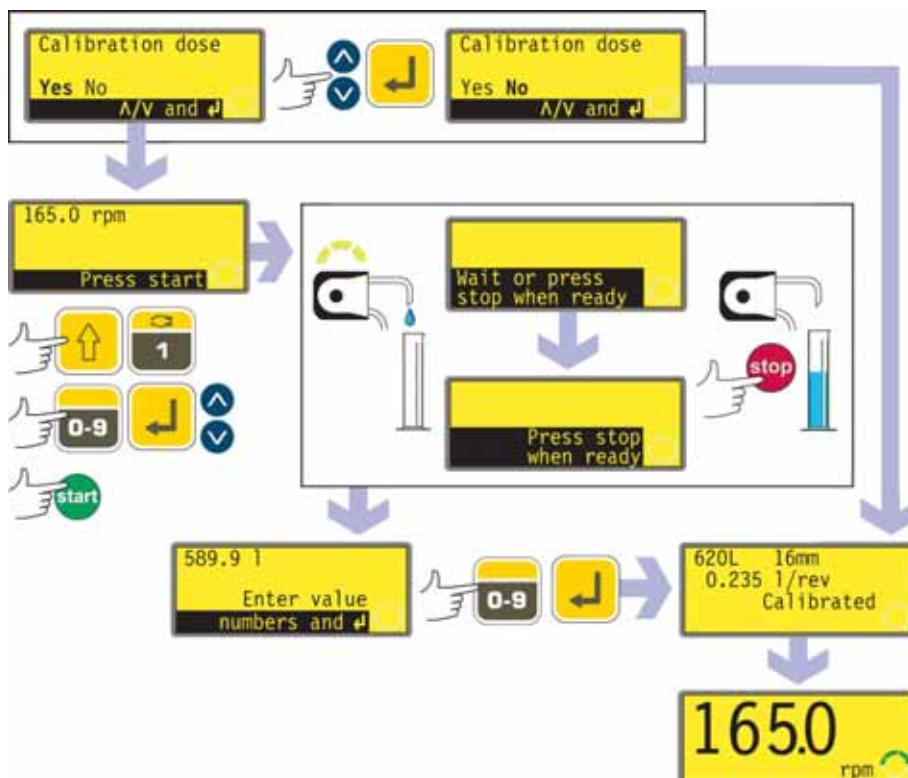 Calibration dose
Yes No
Λ/V and ↲
Calibration dose
Yes No
Λ/V and ↲
165.0 rpm
Press start
1
0-9
start
Wait or press
stop when ready
Press stop
when ready
stop
589.9 l
Enter value
numbers and ↲
0-9
620L 16mm
0.235 l/rev
Calibrated
165.0
rpm